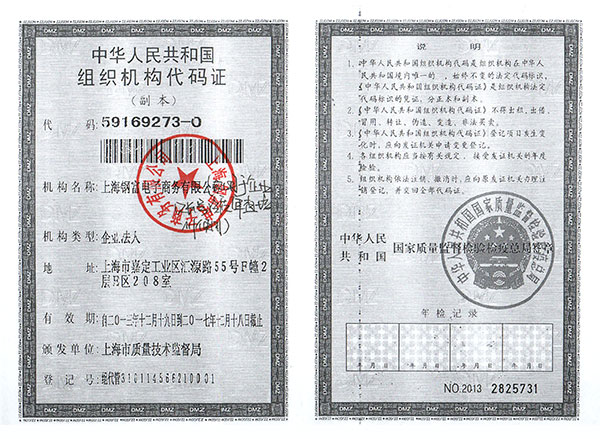 中华人民共和国
组织机构代码证
(副本)
代 码: 59169273-0
机构名称: 上海钢富电子商务有限公司
机构类型: 企业法人
地 址: 上海市嘉定工业区汇源路55号F幢2
层B区208室
有 效 期: 自二〇一三年十二月十六日到二〇一七年二月十八日截止
颁发单位: 上海市质量技术监督局
登 记 号: 组代管310114566210001
说 明
1.《中华人民共和国组织机构代码是组织机构在中华人
民共和国境内唯一的、始终不变的法定代码标识,
《中华人民共和国组织机构代码证》是组织机构法定
代码标识的凭证,分正本和副本。
2.《中华人民共和国组织机构代码证》不得出租、出借
冒用、转让、伪造、变造、非法买卖。
3.《中华人民共和国组织机构代码证》登记项目发生变
化时,应向发证机关申请变更登记。
4.各组织机构应当按有关规定,接受发证机关的年度
检验。
5.组织机构依法注销、撤消时,应向原发证机关办理
注销登记,并交回全部代码证。
中华人民
共和国
国家质量监督检验检疫总局签章
年检记录
NO.2013 2825731